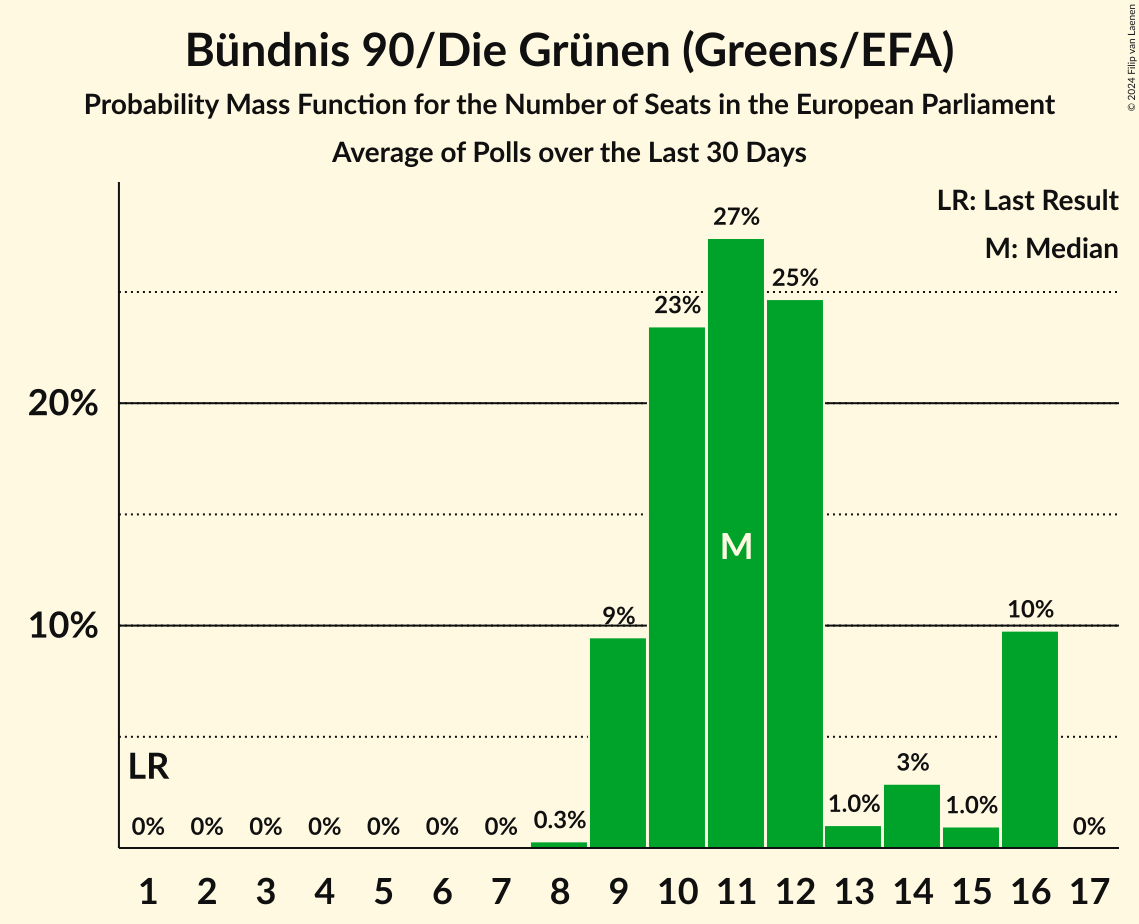 Bündnis 90/Die Grünen (Greens/EFA)
Probability Mass Function for the Number of Seats in the European Parliament
Average of Polls over the Last 30 Days
© 2024 Filip van Laenen
LR: Last Result
M: Median
27%
25%
23%
20%
M
10%
9%
10%
LR
3%
0% 0% 0% 0% 0% 0% 0% 0.3% 1.0% 1.0% 0%
1 2 3 4 5 6 7 8 9 10 11 12 13 14 15 16 17